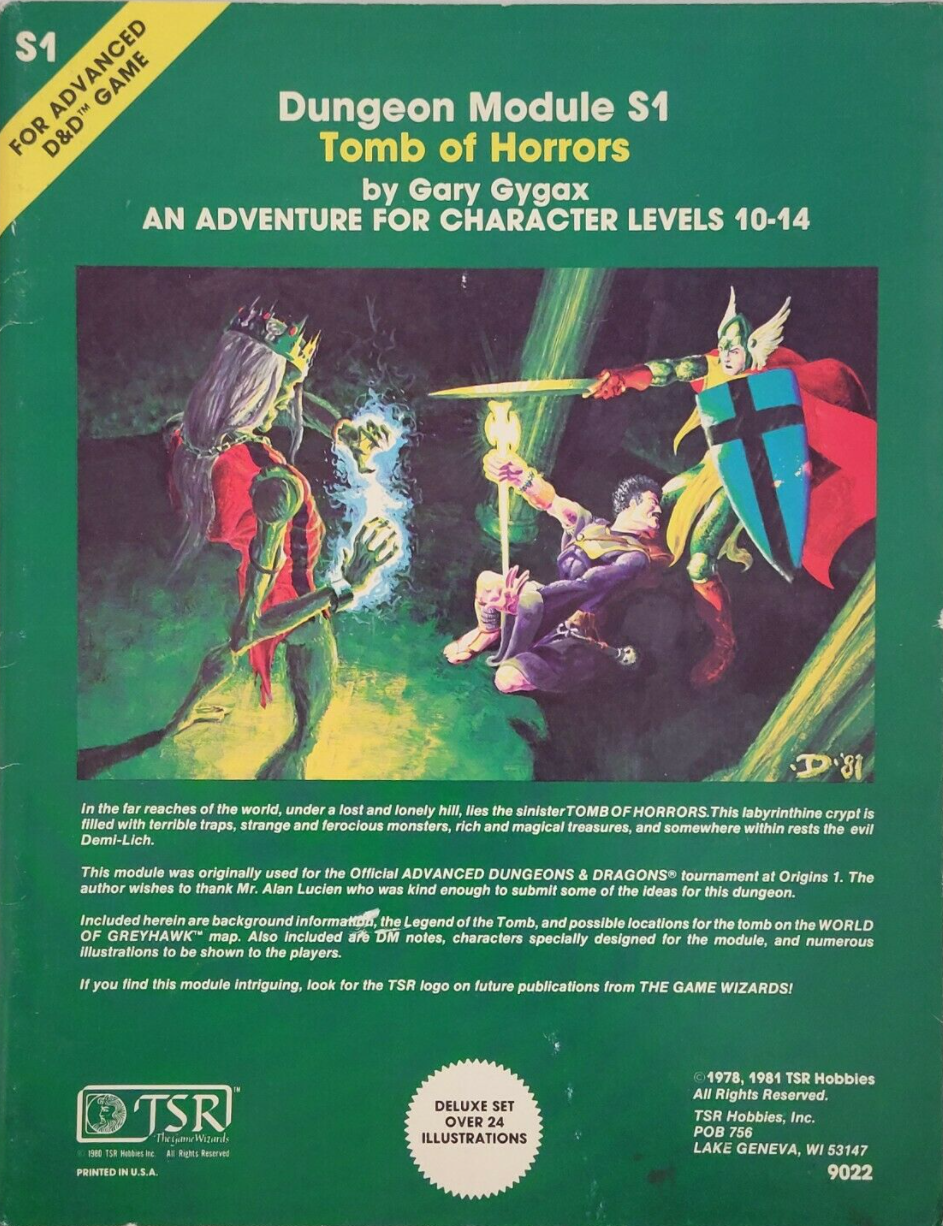 S1
FOR ADVANCED
D&D™ GAME
Dungeon Module S1
Tomb of Horrors
by Gary Gygax
AN ADVENTURE FOR CHARACTER LEVELS 10-14
·D·'81
In the far reaches of the world, under a lost and lonely hill, lies the sinister TOMB OF HORRORS. This labyrinthine crypt is
filled with terrible traps, strange and ferocious monsters, rich and magical treasures, and somewhere within rests the evil
Demi-Lich.
This module was originally used for the Official ADVANCED DUNGEONS & DRAGONS® tournament at Origins 1. The
author wishes to thank Mr. Alan Lucien who was kind enough to submit some of the ideas for this dungeon.
Included herein are background information, the Legend of the Tomb, and possible locations for the tomb on the WORLD
OF GREYHAWK™ map. Also included are DM notes, characters specially designed for the module, and numerous
illustrations to be shown to the players.
If you find this module intriguing, look for the TSR logo on future publications from THE GAME WIZARDS!
TSR™
The Game Wizards
© 1980 TSR Hobbies Inc. All Rights Reserved
PRINTED IN U.S.A.
DELUXE SET
OVER 24
ILLUSTRATIONS
©1978, 1981 TSR Hobbies
All Rights Reserved.
TSR Hobbies, Inc.
POB 756
LAKE GENEVA, WI 53147
9022